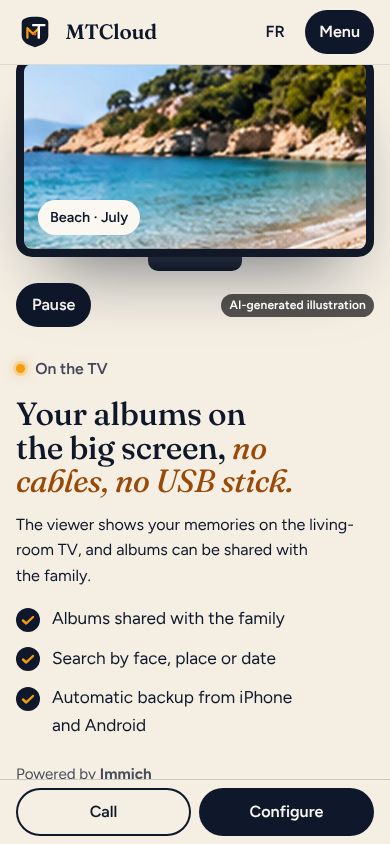 MTCloud
FR
Menu
Beach · July
Pause
AI-generated illustration
On the TV
Your albums on
the big screen, no
cables, no USB stick.
The viewer shows your memories on the living-
room TV, and albums can be shared with
the family.
Albums shared with the family
Search by face, place or date
Automatic backup from iPhone
and Android
Powered by Immich
Call
Configure